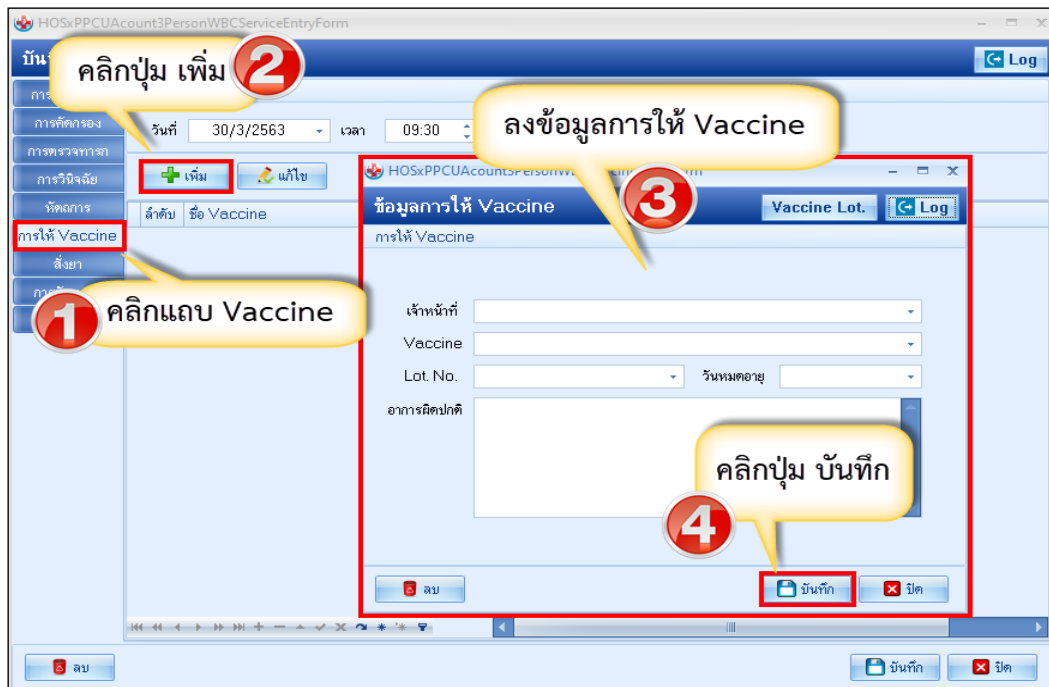 HOSxPPCUAccount3PersonWBCServiceEntryForm
Log
คลิกปุ่ม เพิ่ม 2
การคัดกรอง
การตรวจทารก
การวินิจฉัย
หัตถการ
การให้ Vaccine
สั่งยา
วันที่ 30/3/2563 เวลา 09:30
เพิ่ม แก้ไข
ลำดับ ชื่อ Vaccine
1 คลิกแถบ Vaccine
ลงข้อมูลการให้ Vaccine
3
ข้อมูลการให้ Vaccine Vaccine Lot. Log
การให้ Vaccine
เจ้าหน้าที่
Vaccine
Lot. No. วันหมดอายุ
อาการผิดปกติ
คลิกปุ่ม บันทึก
4
ลบ บันทึก ปิด
ลบ บันทึก ปิด